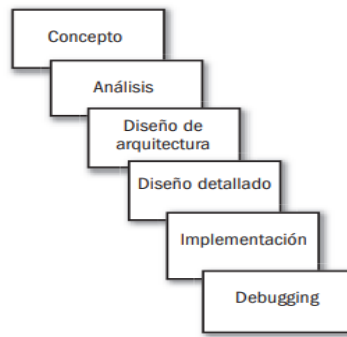 Concepto
Análisis
Diseño de
arquitectura
Diseño detallado
Implementación
Debugging